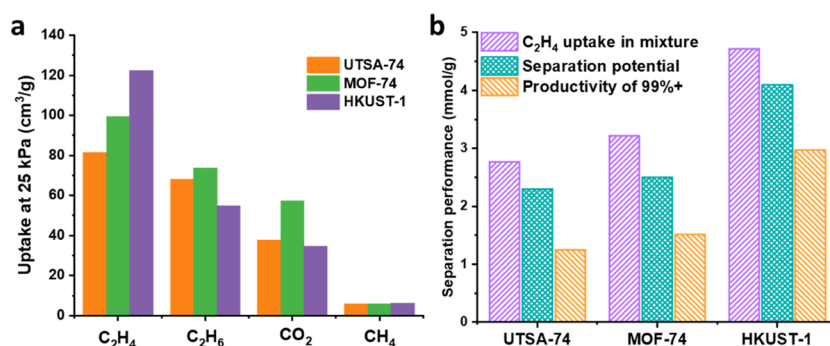 a
Uptake at 25 kPa (cm³/g)
140
120
100
80
60
40
20
0
UTSA-74
MOF-74
HKUST-1
C₂H₄
C₂H₆
CO₂
CH₄
b
Separation performance (mmol/g)
5
4
3
2
1
0
C₂H₄ uptake in mixture
Separation potential
Productivity of 99%+
UTSA-74
MOF-74
HKUST-1